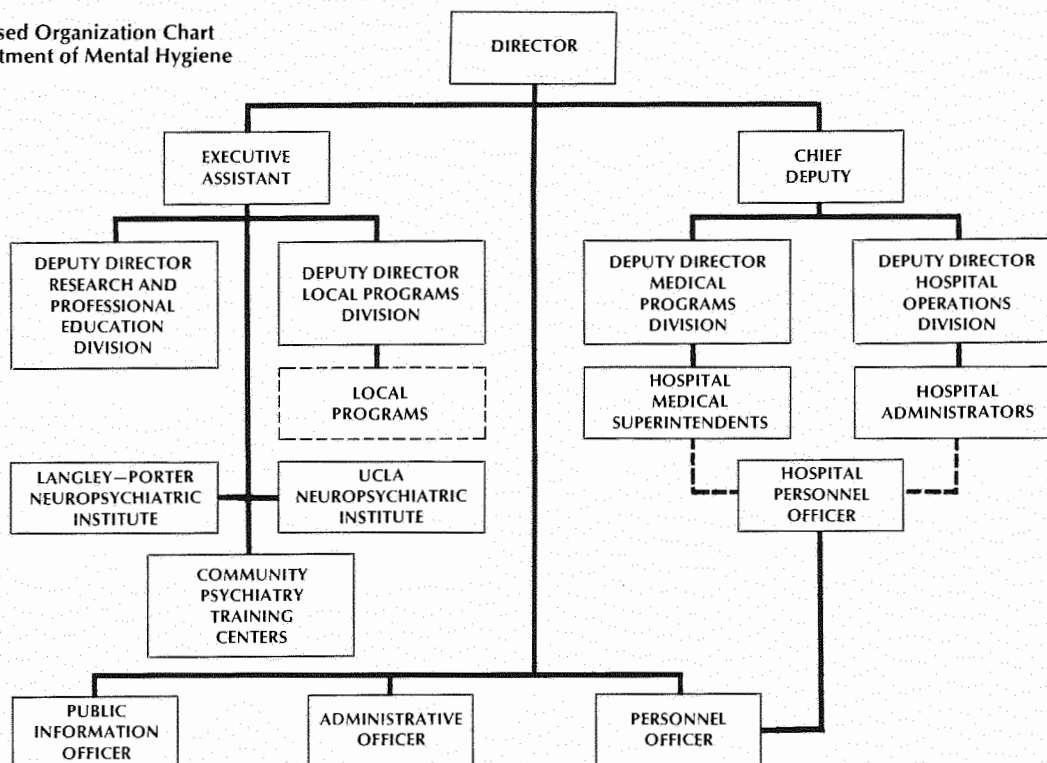 sed Organization Chart
tment of Mental Hygiene
DIRECTOR
EXECUTIVE
ASSISTANT
CHIEF
DEPUTY
DEPUTY DIRECTOR
RESEARCH AND
PROFESSIONAL
EDUCATION
DIVISION
DEPUTY DIRECTOR
LOCAL PROGRAMS
DIVISION
DEPUTY DIRECTOR
MEDICAL
PROGRAMS
DIVISION
DEPUTY DIRECTOR
HOSPITAL
OPERATIONS
DIVISION
LOCAL
PROGRAMS
HOSPITAL
MEDICAL
SUPERINTENDENTS
HOSPITAL
ADMINISTRATORS
LANGLEY—PORTER
NEUROPSYCHIATRIC
INSTITUTE
UCLA
NEUROPSYCHIATRIC
INSTITUTE
HOSPITAL
PERSONNEL
OFFICER
COMMUNITY
PSYCHIATRY
TRAINING
CENTERS
PUBLIC
INFORMATION
OFFICER
ADMINISTRATIVE
OFFICER
PERSONNEL
OFFICER